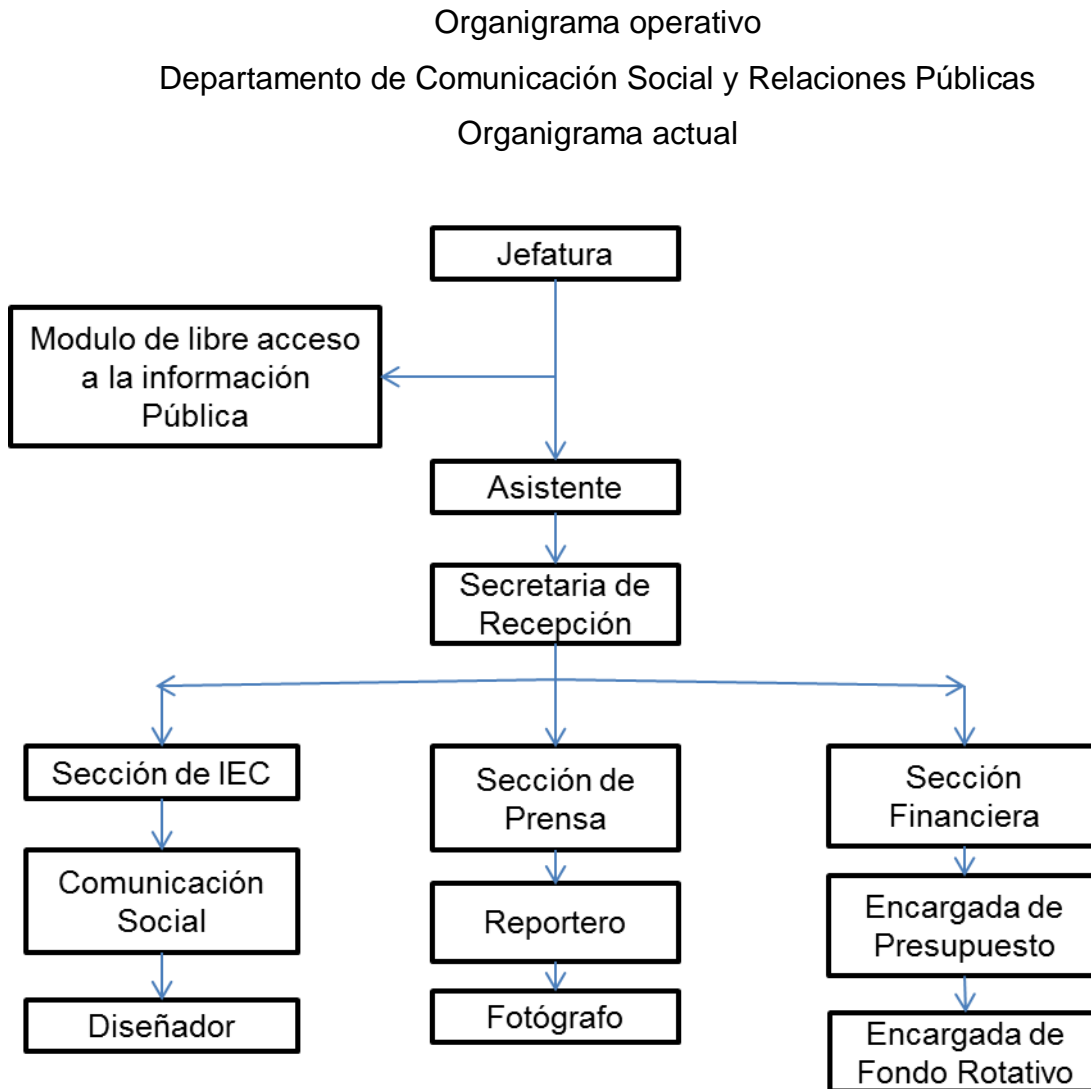 Organigrama operativo
Departamento de Comunicación Social y Relaciones Públicas
Organigrama actual
Jefatura
Modulo de libre acceso
a la información
Pública
Asistente
Secretaria de
Recepción
Sección de IEC
Comunicación
Social
Diseñador
Sección de
Prensa
Reportero
Fotógrafo
Sección
Financiera
Encargada de
Presupuesto
Encargada de
Fondo Rotativo